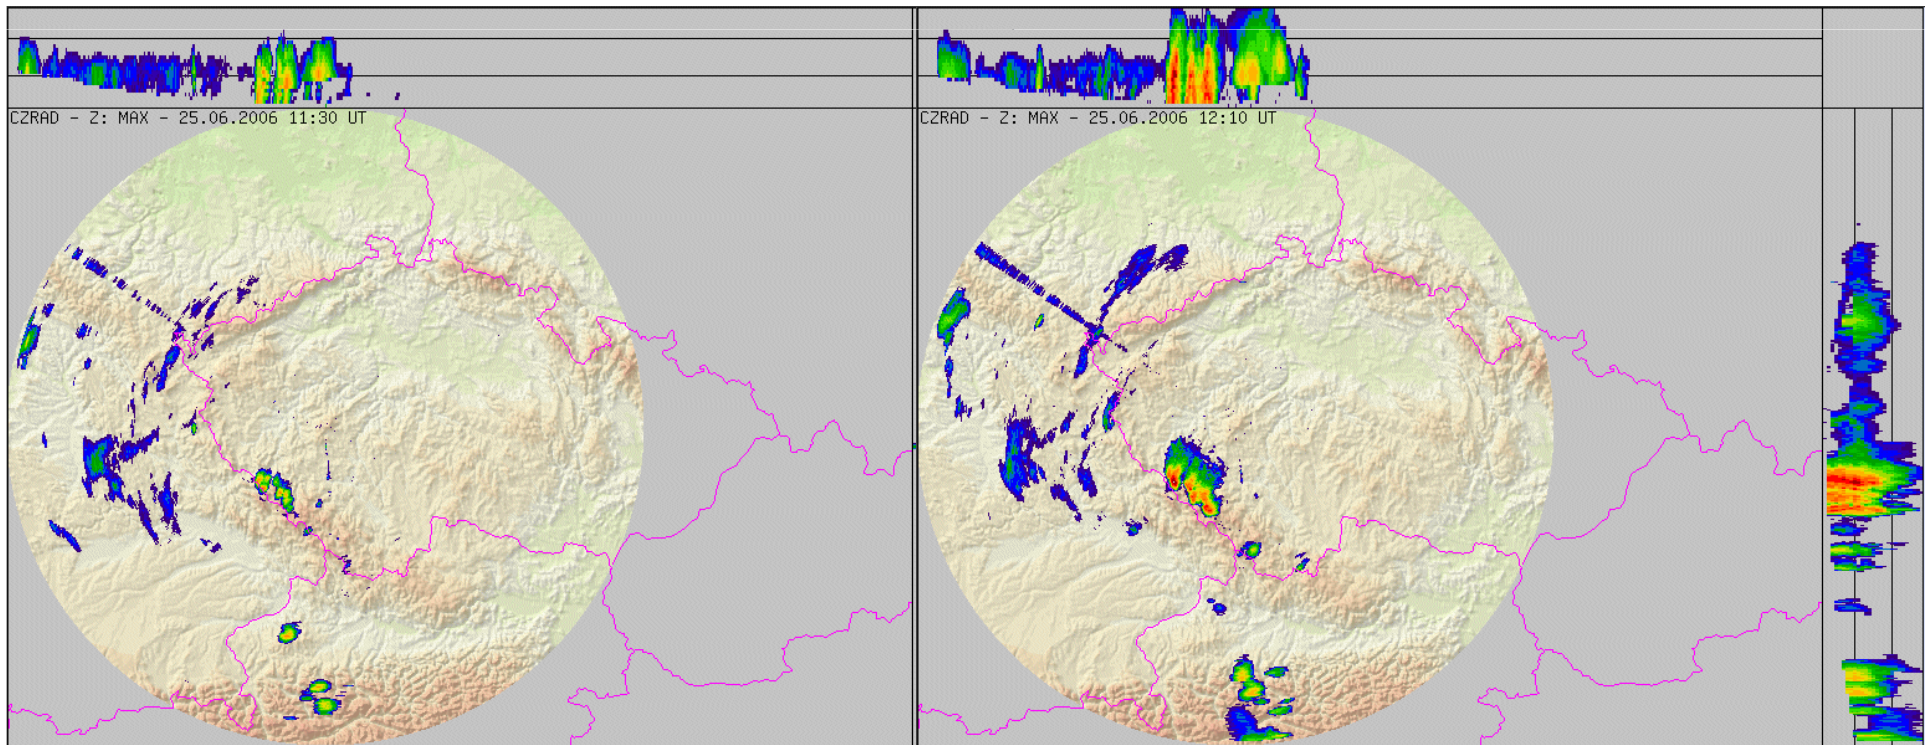 CZRAD - Z: MAX - 25.06.2006 11:30 UT
CZRAD - Z: MAX - 25.06.2006 12:10 UT